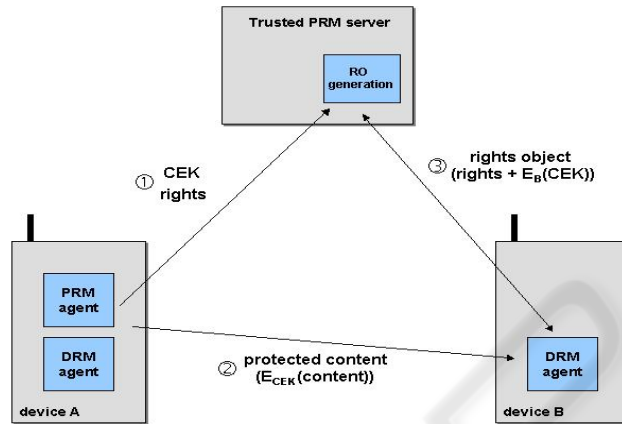 Trusted PRM server
RO
generation
① CEK
rights
③ rights object
(rights + E_B(CEK))
PRM
agent
DRM
agent
device A
② protected content
(E_CEK(content))
DRM
agent
device B